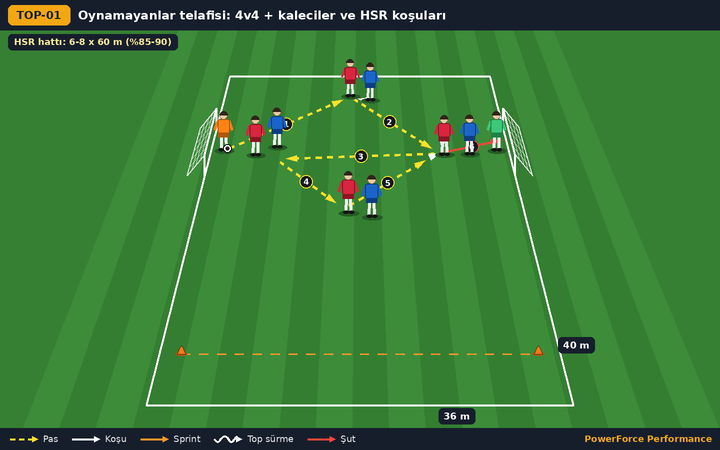 TOP-01 Oynamayanlar telafisi: 4v4 + kaleciler ve HSR koşuları
HSR hattı: 6-8 x 60 m (%85-90)
1
2
3
4
5
40 m
36 m
Pas Koşu Sprint Top sürme Şut PowerForce Performance